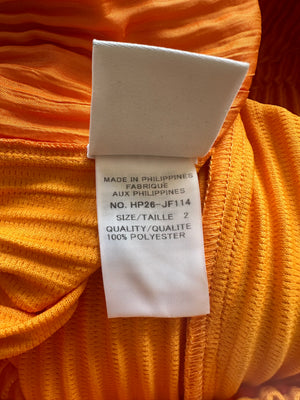 MADE IN PHILIPPINES
FABRIQUE
AUX PHILIPPINES
NO. HP26-JF114
SIZE/TAILLE 2
QUALITY/QUALITE
100% POLYESTER